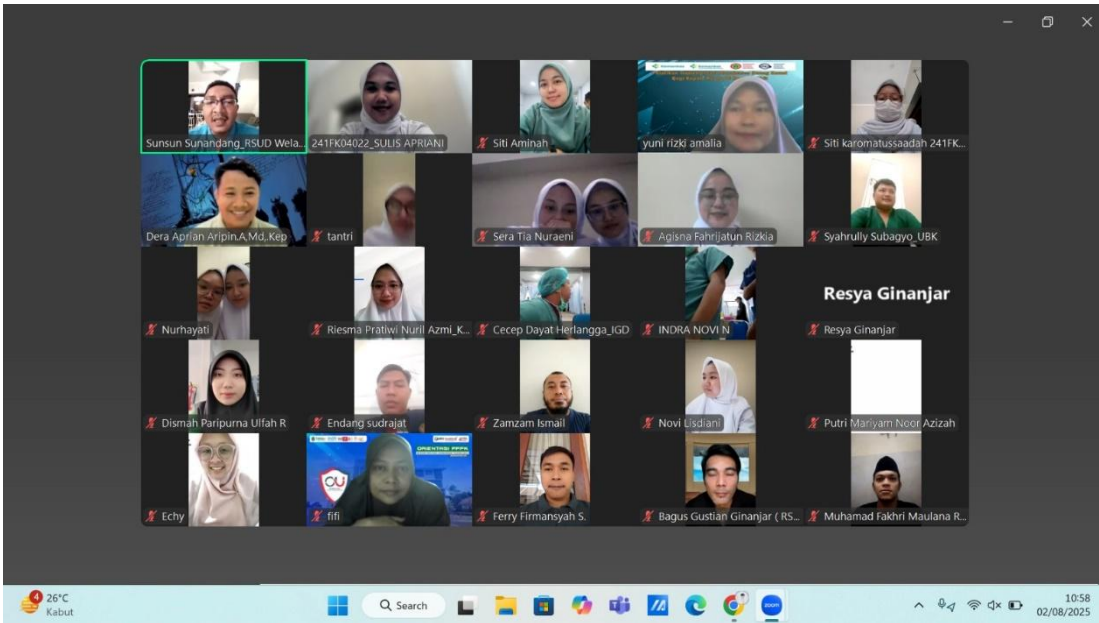 Sunsun Sunandang_RSUD Wela...
241FK04022_SULIS APRIANI
Siti Aminah
yuni rizki amalia
Siti karomatussaadah 241FK...
Dera Aprian Aripin.A,Md,.Kep
tantri
Sera Tia Nuraeni
Agisna Fahrijatun Rizkia
Syahrully Subagyo_UBK
Nurhayati
Riesma Pratiwi Nuril Azmi_K...
Cecep Dayat Herlangga_IGD
INDRA NOVI N
Resya Ginanjar
Resya Ginanjar
Dismah Paripurna Ulfah R
Endang sudrajat
Zamzam Ismail
Novi Lisdiani
Putri Mariyam Noor Azizah
Echy
ORIENTASI PPPK
fifi
Ferry Firmansyah S.
Bagus Gustian Ginanjar ( RS...
Muhamad Fakhri Maulana R...
4
26°C
Kabut
Search
zoom
10:58
02/08/2025